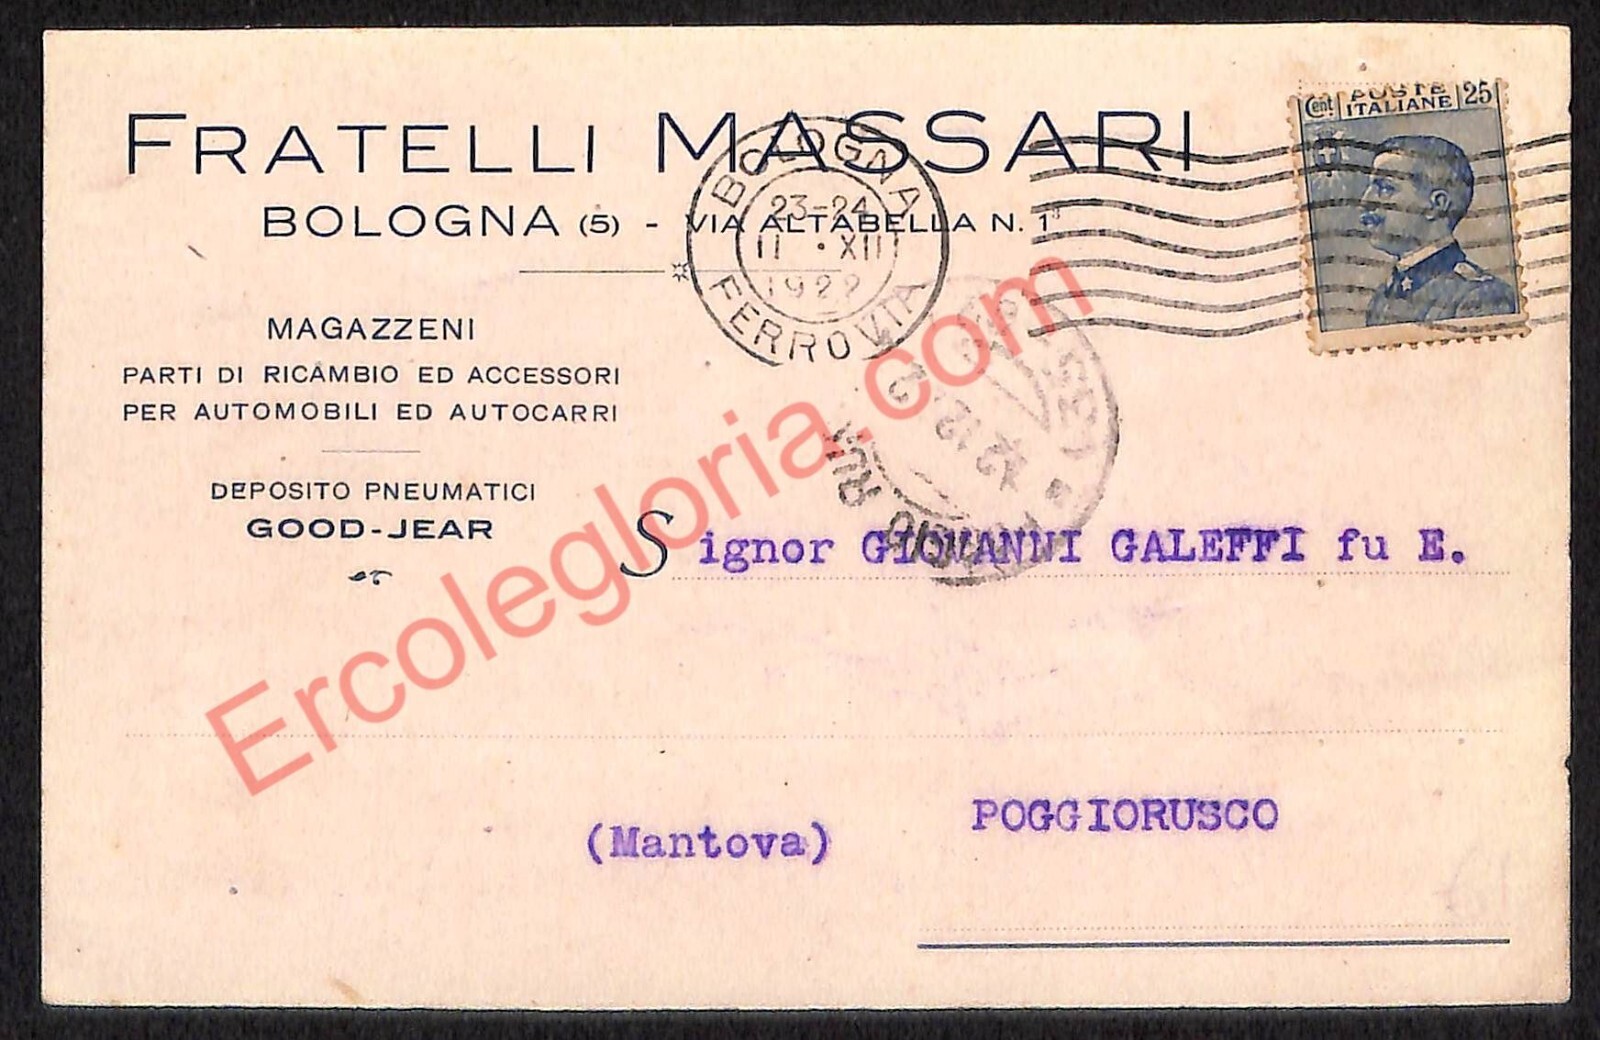 FRATELLI MASSARI
BOLOGNA (5) - VIA ALTABELLA N. 1
MAGAZZENI
PARTI DI RICAMBIO ED ACCESSORI
PER AUTOMOBILI ED AUTOCARRI
DEPOSITO PNEUMATICI
GOOD-JEAR
BOLOGNA
23-24
11 · XII
1922
FERROVIA
Cent POSTE ITALIANE 25
Signor GIOVANNI GALEFFI fu E.
POGGIORUSCO
(Mantova)
Ercolegloria.com